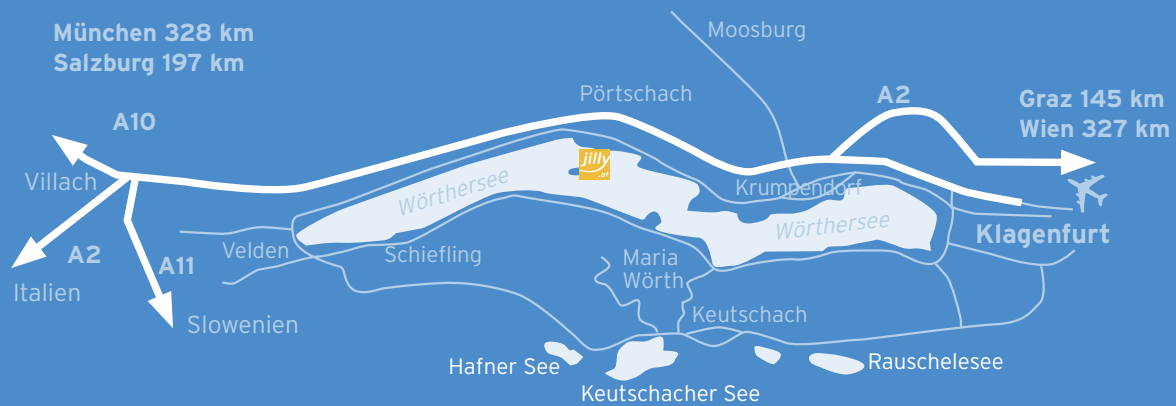 München 328 km
Salzburg 197 km
Moosburg
Pörtschach
A2
Graz 145 km
Wien 327 km
A10
jilly
.at
Villach
Wörthersee
Krumpendorf
Wörthersee
Klagenfurt
Velden
Schiefling
Maria
Wörth
A2
A11
Italien
Slowenien
Keutschach
Hafner See
Rauschelesee
Keutschacher See